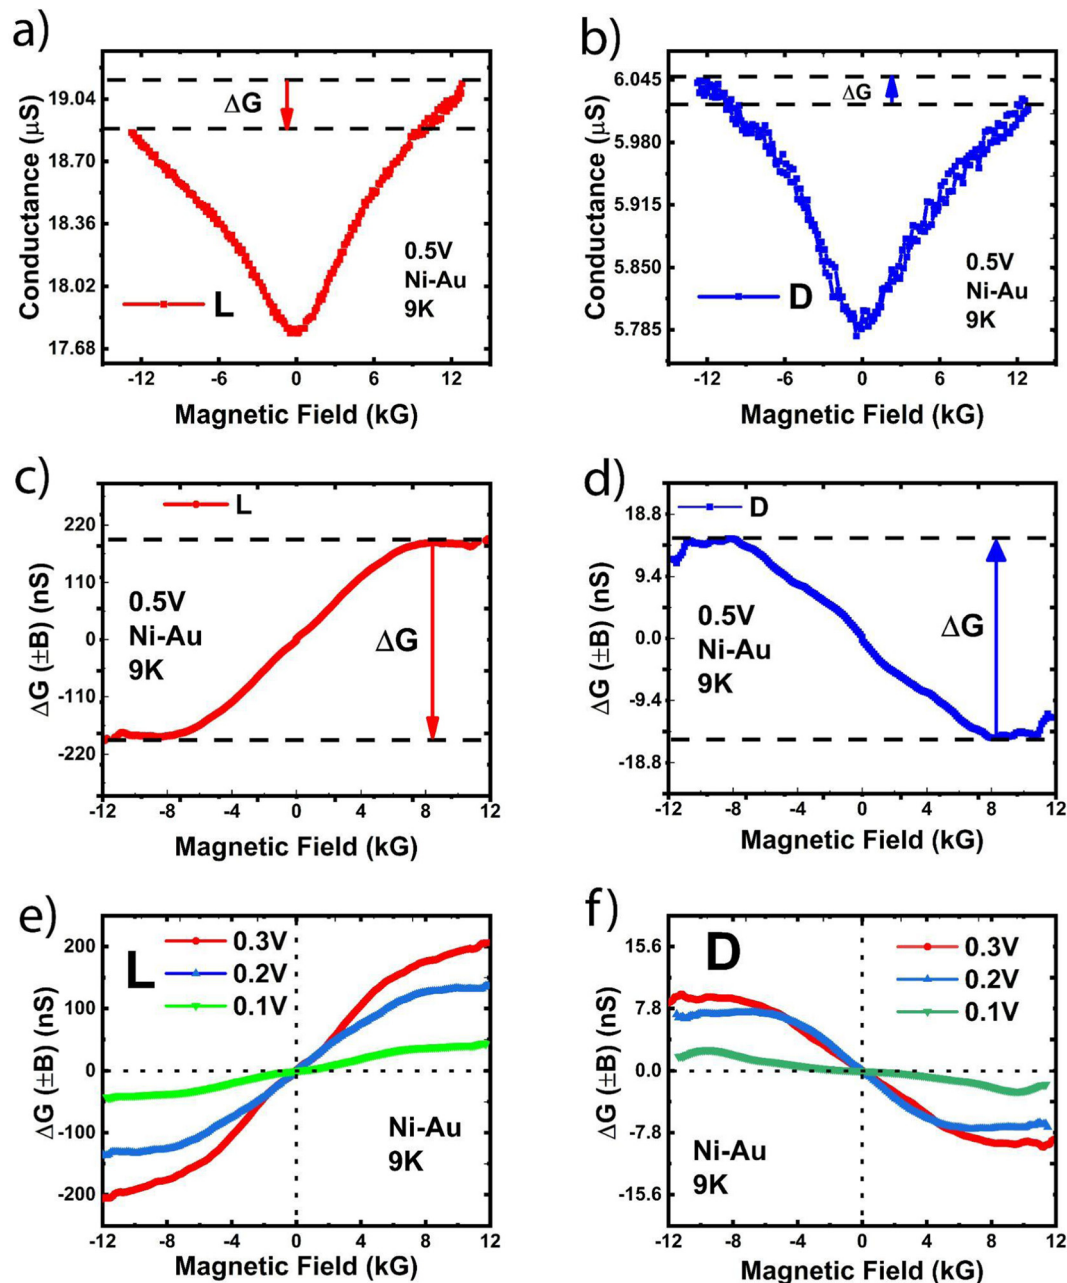 a)
Conductance (μS)
19.04
18.70
18.36
18.02
17.68
ΔG
0.5V
Ni-Au
9K
L
-12 -6 0 6 12
Magnetic Field (kG)
b)
Conductance (μS)
6.045
5.980
5.915
5.850
5.785
ΔG
0.5V
Ni-Au
9K
D
-12 -6 0 6 12
Magnetic Field (kG)
c)
ΔG (±B) (nS)
220
110
0
-110
-220
L
0.5V
Ni-Au
9K
ΔG
-12 -8 -4 0 4 8 12
Magnetic Field (kG)
d)
ΔG (±B) (nS)
18.8
9.4
0.0
-9.4
-18.8
D
0.5V
Ni-Au
9K
ΔG
-12 -8 -4 0 4 8 12
Magnetic Field (kG)
e)
ΔG (±B) (nS)
200
100
0
-100
-200
L
0.3V
0.2V
0.1V
Ni-Au
9K
-12 -8 -4 0 4 8 12
Magnetic Field (kG)
f)
ΔG (±B) (nS)
15.6
7.8
0.0
-7.8
-15.6
D
0.3V
0.2V
0.1V
Ni-Au
9K
-12 -8 -4 0 4 8 12
Magnetic Field (kG)